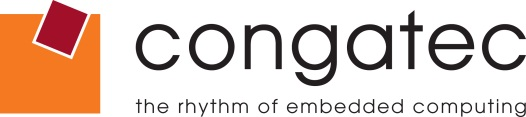 congatec
the rhythm of embedded computing